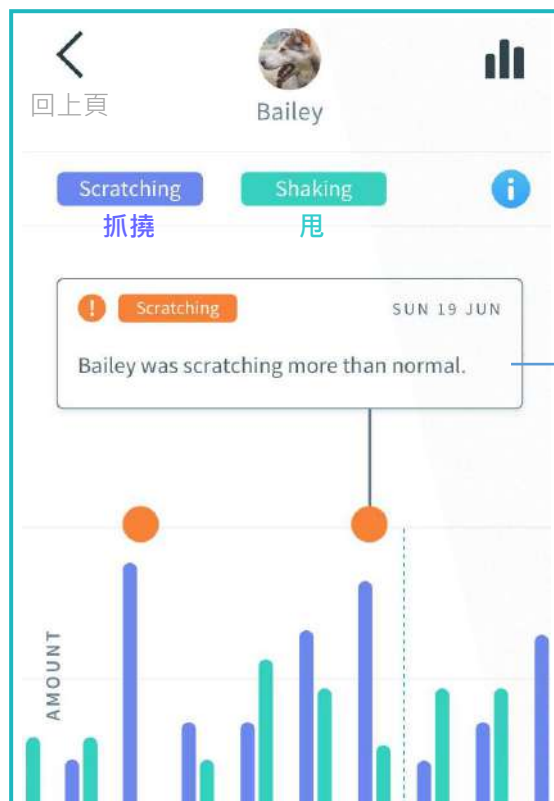 回上頁
Bailey
Scratching Shaking
抓撓 甩
! Scratching SUN 19 JUN
Bailey was scratching more than normal.
AMOUNT